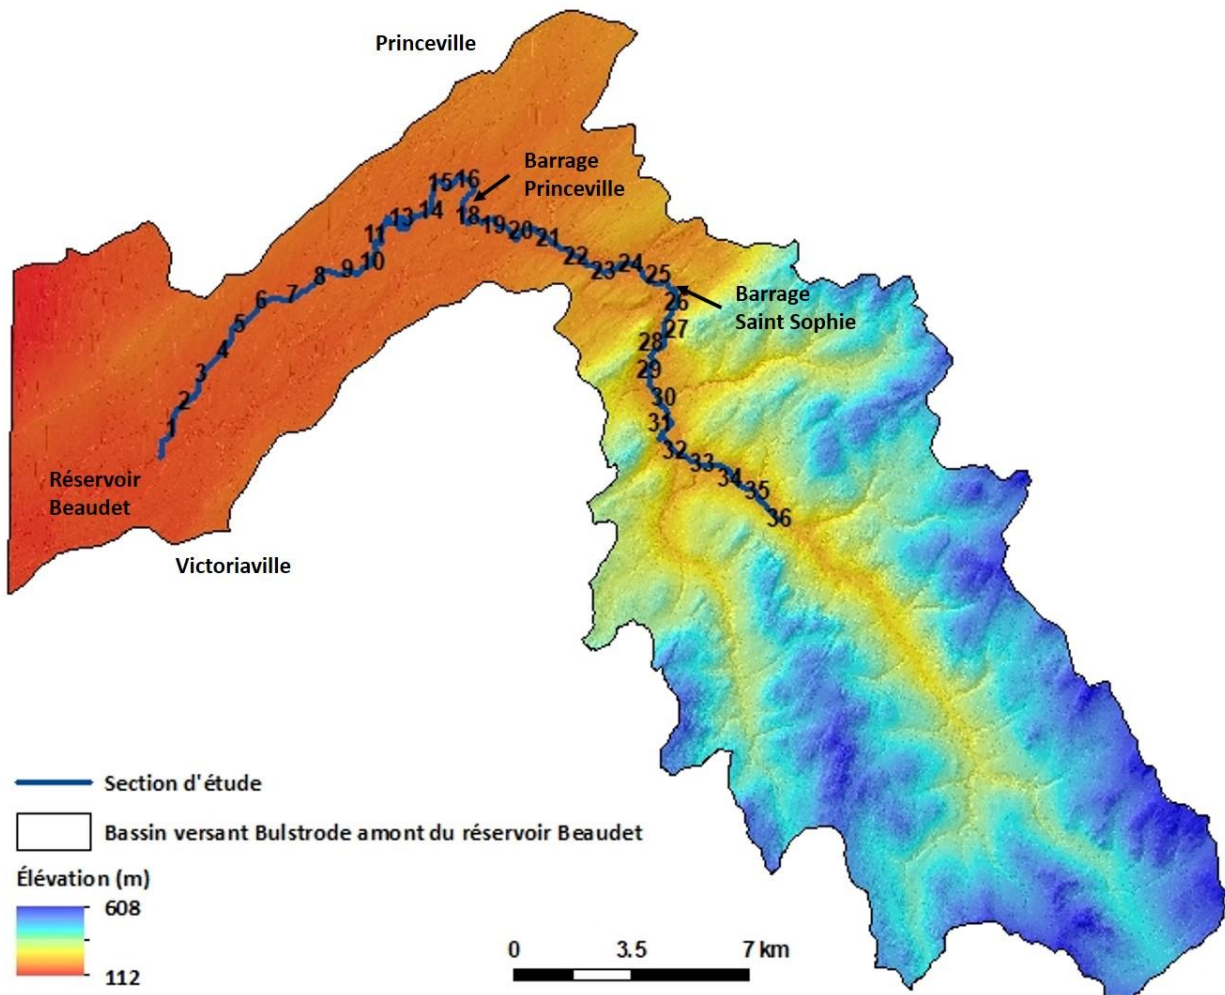 Princeville
Barrage
Princeville
15 16
14
13
11
18 19 20 21
10
9
8
22
23
24
25
7
6
Barrage
Saint Sophie
26
27
5
28
4
29
3
30
2
31
1
32
33
34
35
36
Réservoir
Beaudet
Victoriaville
Section d'étude
Bassin versant Bulstrode amont du réservoir Beaudet
Élévation (m)
608
112
0 3.5 7 km